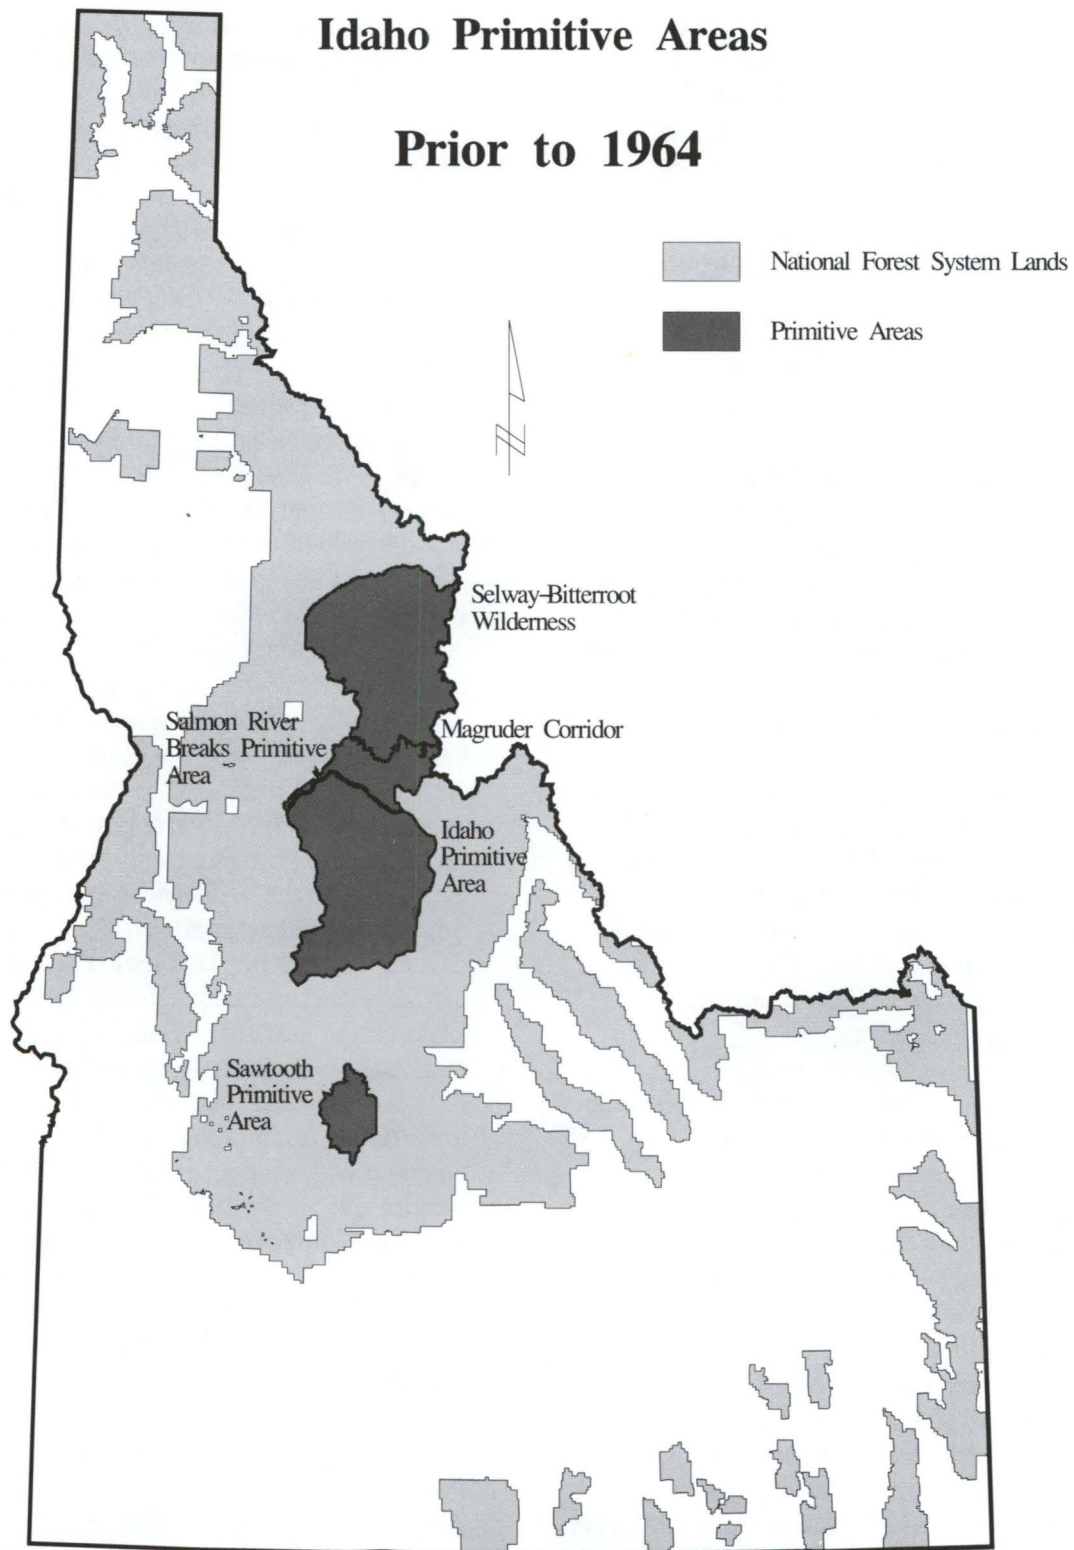 Idaho Primitive Areas
Prior to 1964
National Forest System Lands
Primitive Areas
Selway-Bitterroot
Wilderness
Salmon River
Breaks Primitive
Area
Magruder Corridor
Idaho
Primitive
Area
Sawtooth
Primitive
Area
N